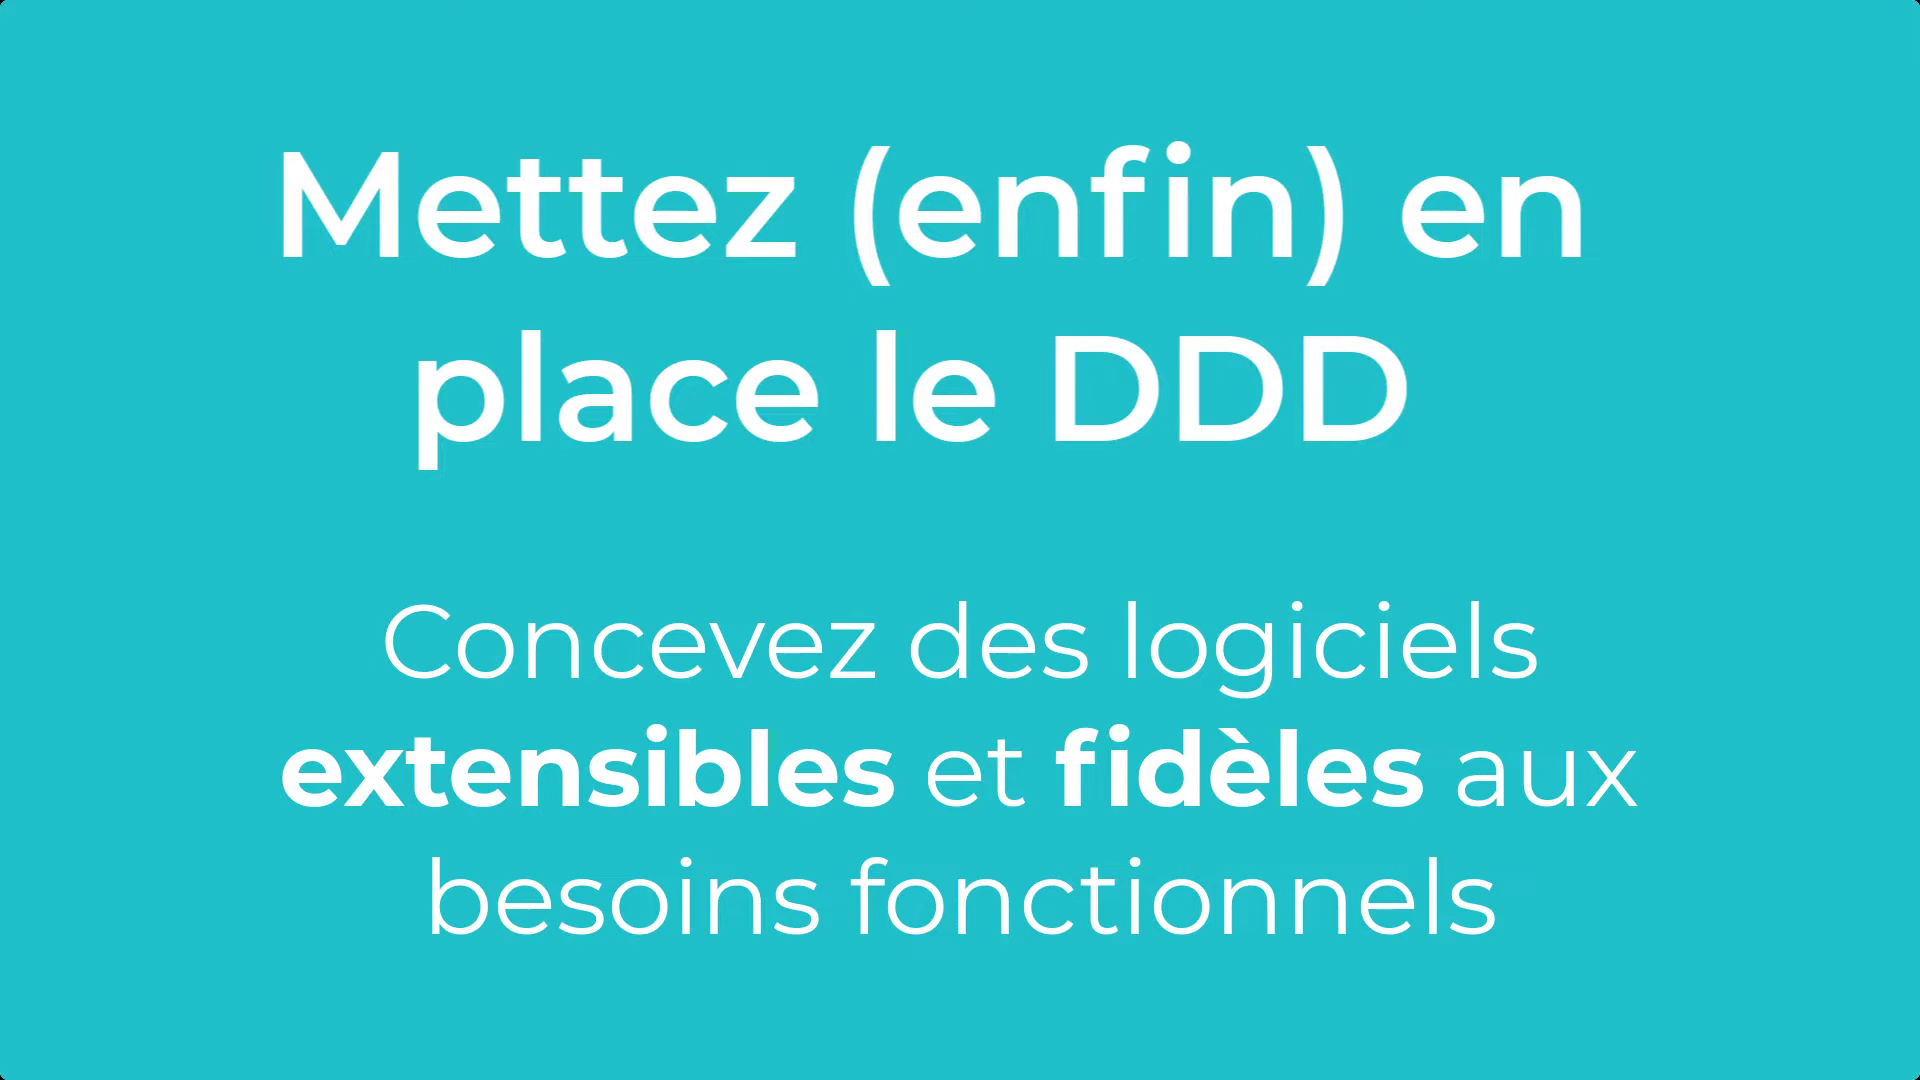 Mettez (enfin) en
place le DDD
Concevez des logiciels
extensibles et fidèles aux
besoins fonctionnels